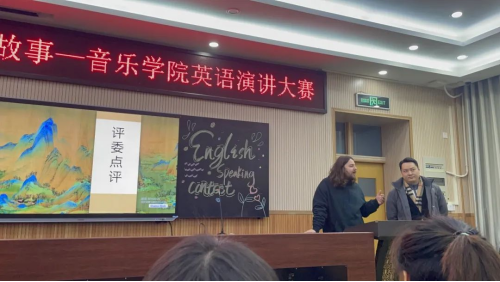 故事—音乐学院英语演讲大赛
评委
点评
English
Speaking
contest